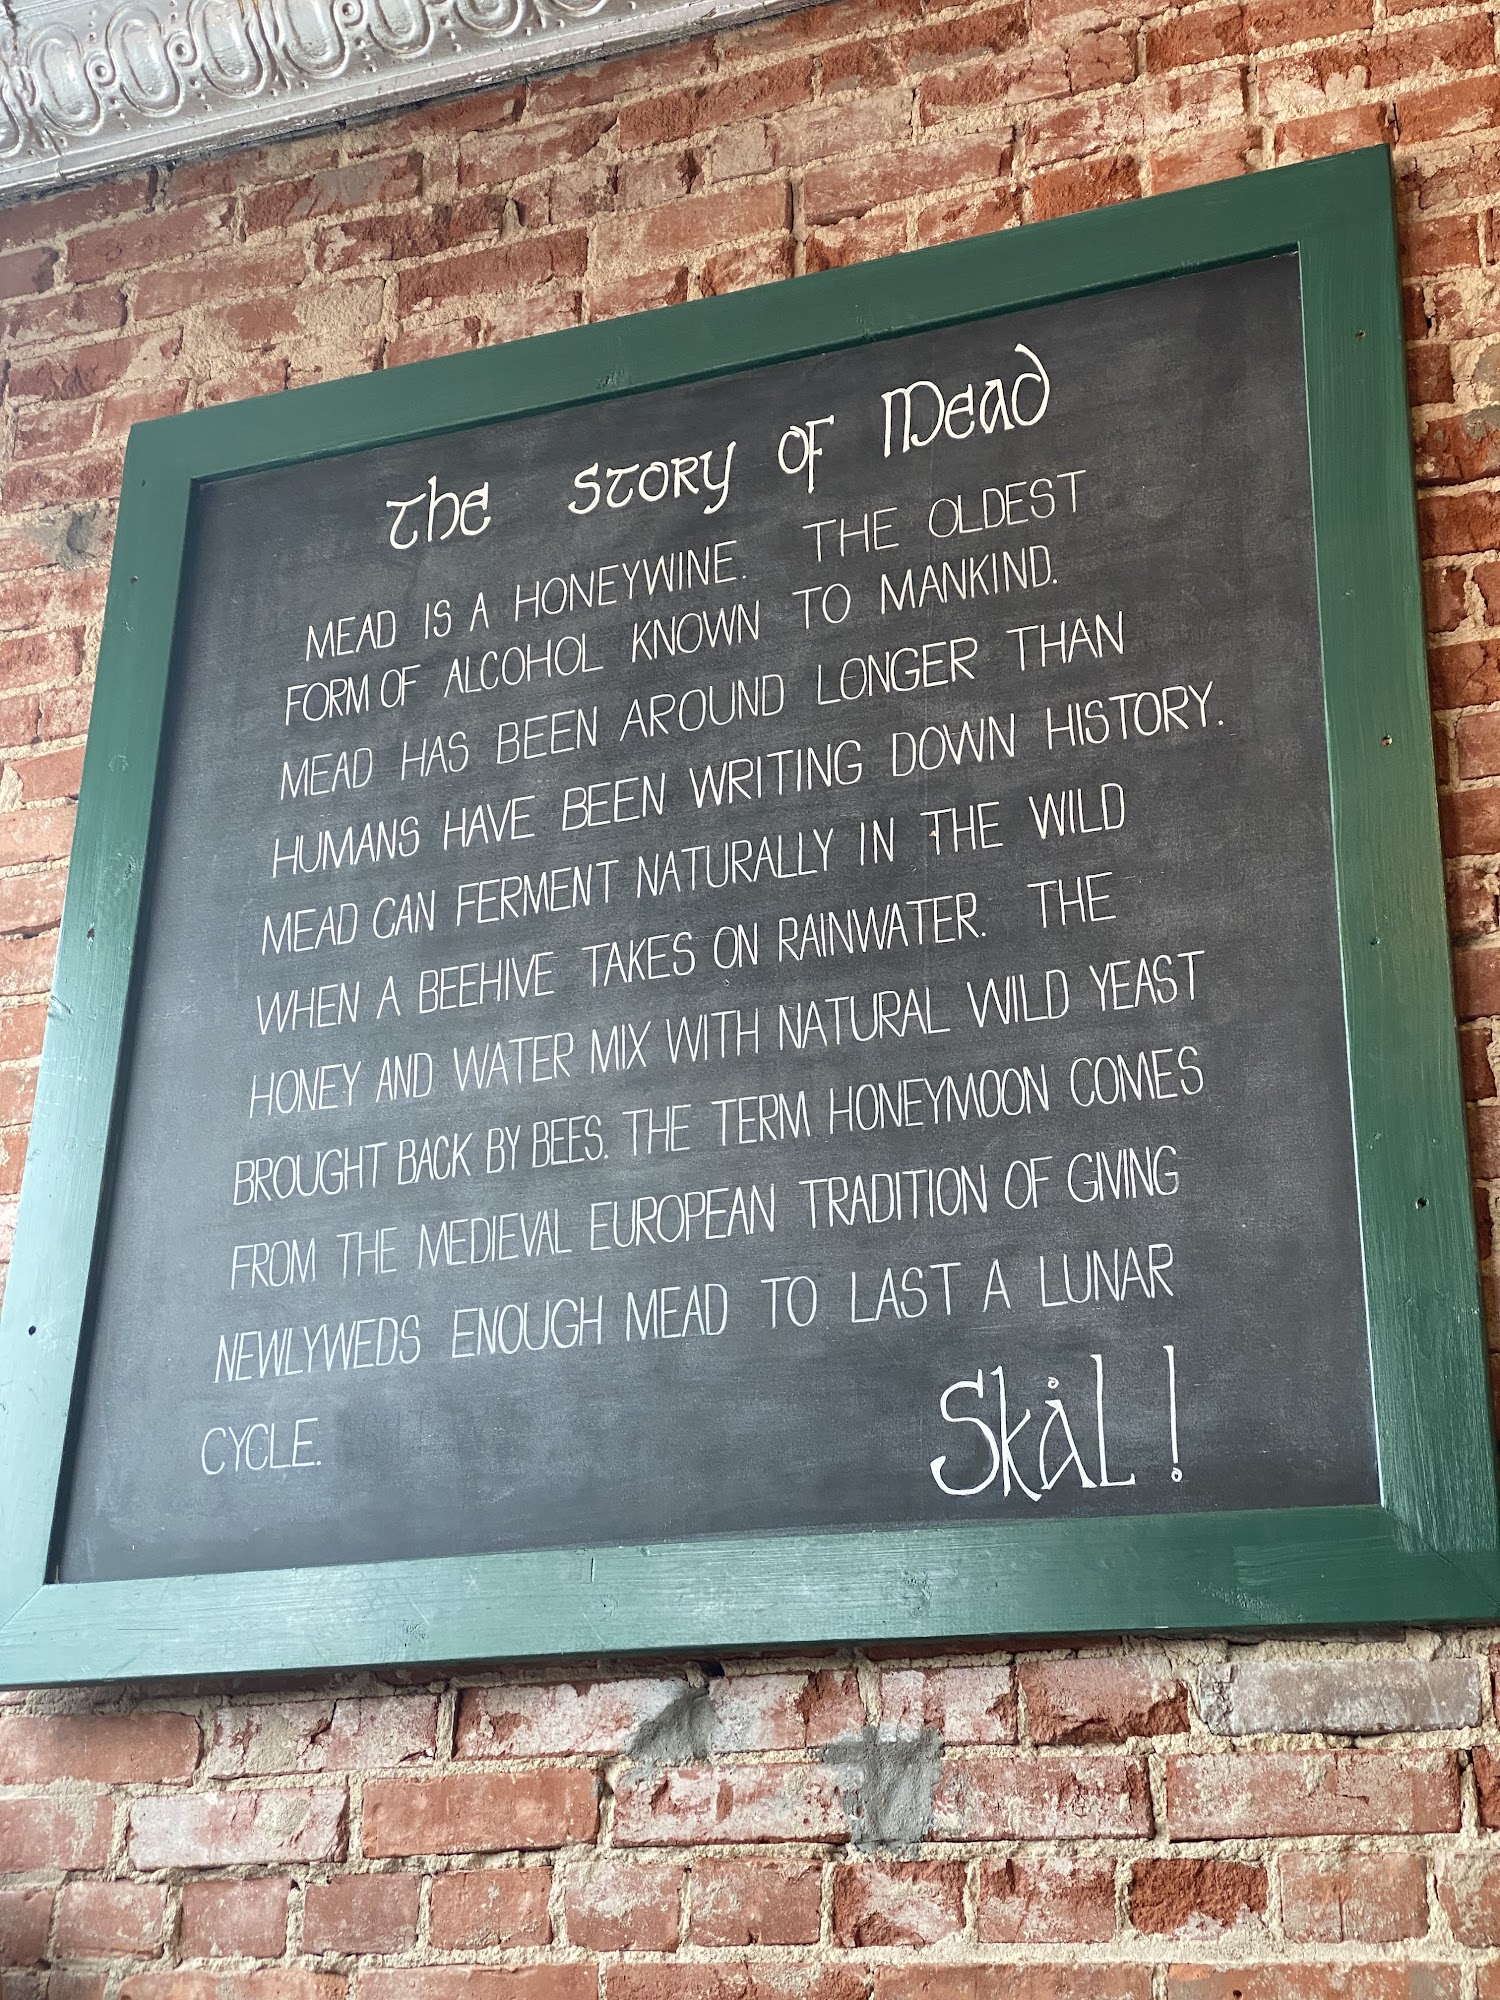 The Story of Mead
MEAD IS A HONEYWINE. THE OLDEST
FORM OF ALCOHOL KNOWN TO MANKIND.
MEAD HAS BEEN AROUND LONGER THAN
HUMANS HAVE BEEN WRITING DOWN HISTORY.
MEAD CAN FERMENT NATURALLY IN THE WILD
WHEN A BEEHIVE TAKES ON RAINWATER. THE
HONEY AND WATER MIX WITH NATURAL WILD YEAST
BROUGHT BACK BY BEES. THE TERM HONEYMOON COMES
FROM THE MEDIEVAL EUROPEAN TRADITION OF GIVING
NEWLYWEDS ENOUGH MEAD TO LAST A LUNAR
CYCLE.
Skål!